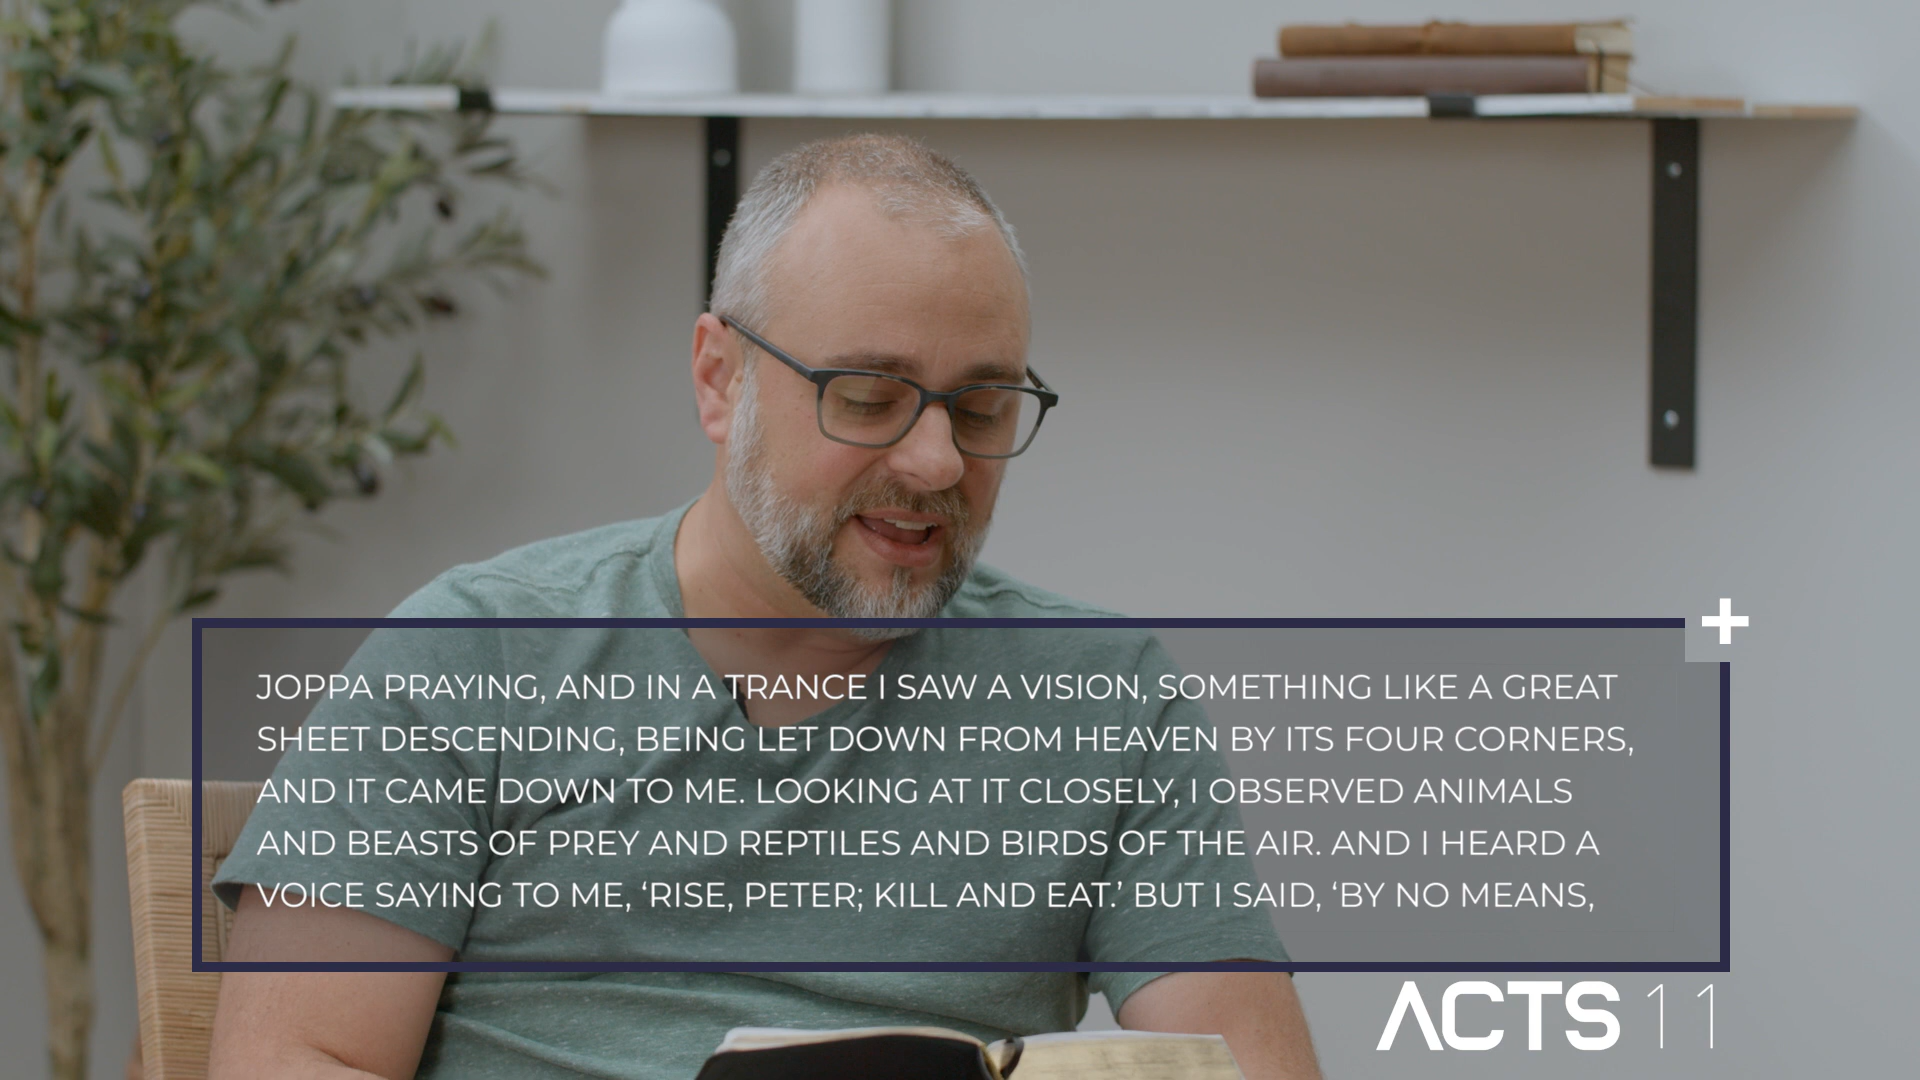 JOPPA PRAYING, AND IN A TRANCE I SAW A VISION, SOMETHING LIKE A GREAT
SHEET DESCENDING, BEING LET DOWN FROM HEAVEN BY ITS FOUR CORNERS,
AND IT CAME DOWN TO ME. LOOKING AT IT CLOSELY, I OBSERVED ANIMALS
AND BEASTS OF PREY AND REPTILES AND BIRDS OF THE AIR. AND I HEARD A
VOICE SAYING TO ME, ‘RISE, PETER; KILL AND EAT.’ BUT I SAID, ‘BY NO MEANS,
ACTS 11